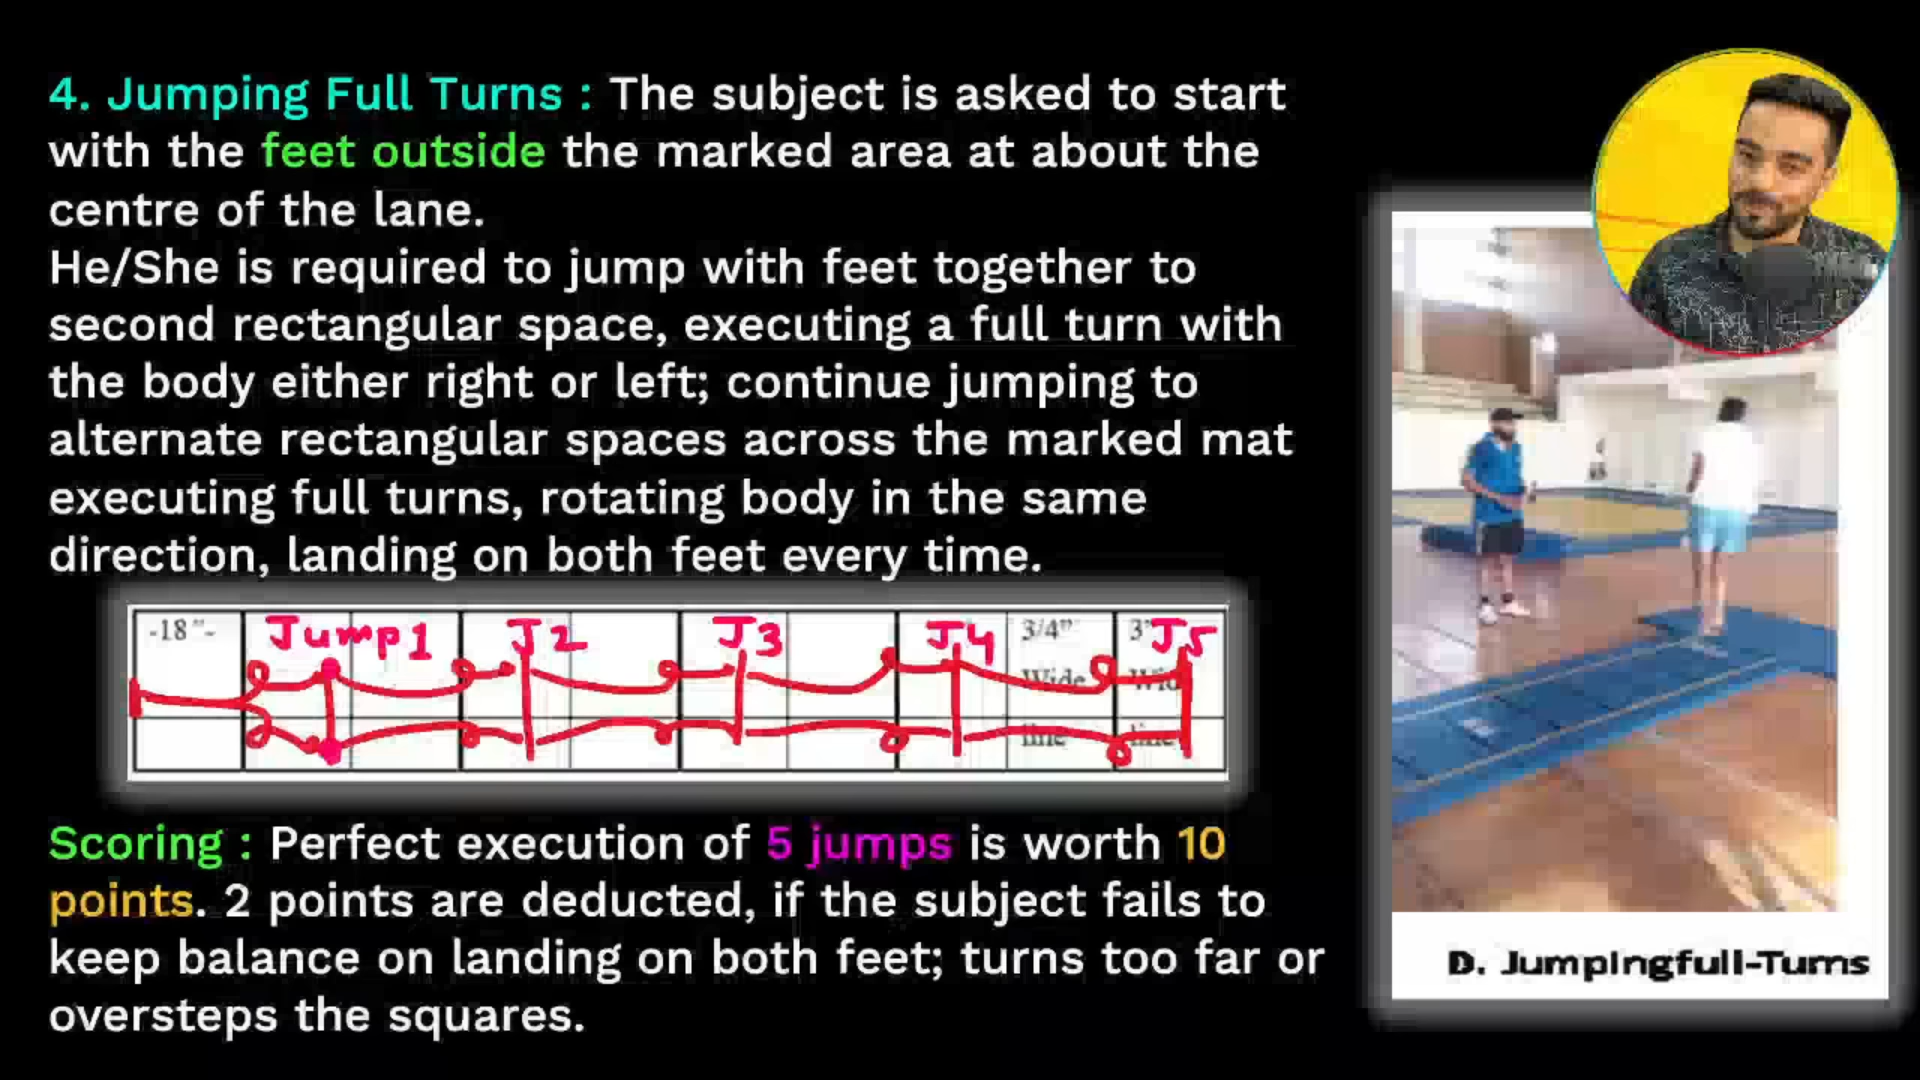 4. Jumping Full Turns : The subject is asked to start
with the feet outside the marked area at about the
centre of the lane.
He/She is required to jump with feet together to
second rectangular space, executing a full turn with
the body either right or left; continue jumping to
alternate rectangular spaces across the marked mat
executing full turns, rotating body in the same
direction, landing on both feet every time.
-18"- Jump1 J2 J3 J4 3/4" 3" J5
Wide
line line
Scoring : Perfect execution of 5 jumps is worth 10
points. 2 points are deducted, if the subject fails to
keep balance on landing on both feet; turns too far or
oversteps the squares.
D. Jumpingfull-Turns